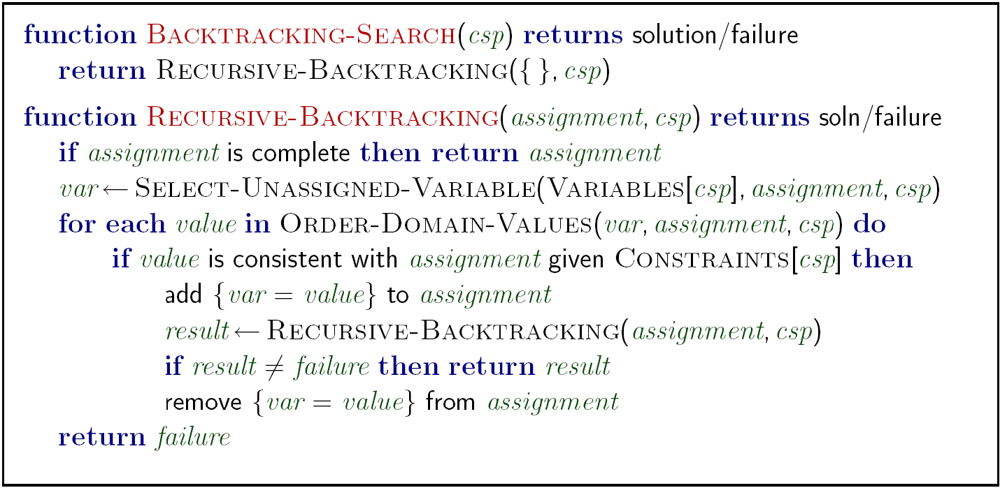 function BACKTRACKING-SEARCH(csp) returns solution/failure
return RECURSIVE-BACKTRACKING({ }, csp)
function RECURSIVE-BACKTRACKING(assignment, csp) returns soln/failure
if assignment is complete then return assignment
var ← SELECT-UNASSIGNED-VARIABLE(VARIABLES[csp], assignment, csp)
for each value in ORDER-DOMAIN-VALUES(var, assignment, csp) do
if value is consistent with assignment given CONSTRAINTS[csp] then
add {var = value} to assignment
result ← RECURSIVE-BACKTRACKING(assignment, csp)
if result ≠ failure then return result
remove {var = value} from assignment
return failure